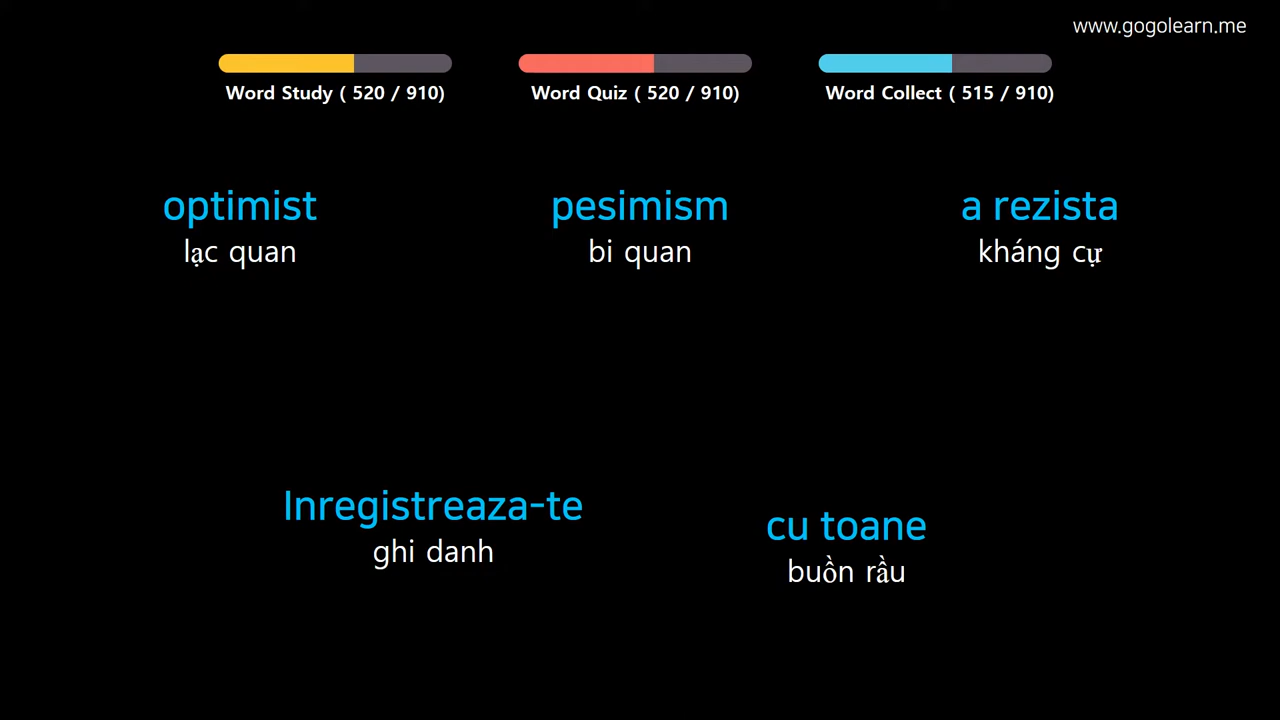 www.gogolearn.me
Word Study ( 520 / 910)
Word Quiz ( 520 / 910)
Word Collect ( 515 / 910)
optimist
lạc quan
pesimism
bi quan
a rezista
kháng cự
Inregistreaza-te
ghi danh
cu toane
buồn rầu